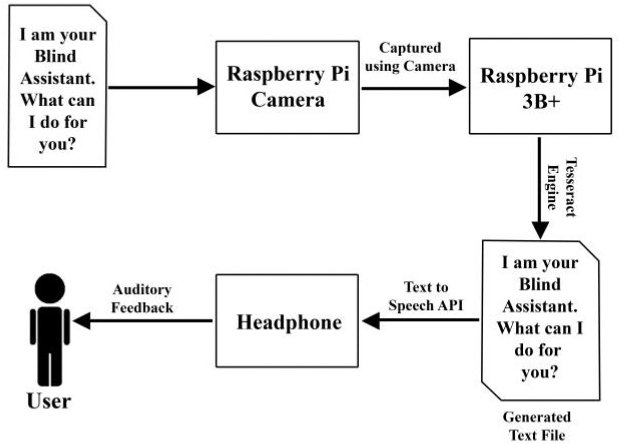 I am your
Blind
Assistant.
What can
I do for
you?
Raspberry Pi
Camera
Captured
using Camera
Raspberry Pi
3B+
Tesseract
Engine
I am your
Blind
Assistant.
What can I
do for
you?
Generated
Text File
Text to
Speech API
Headphone
Auditory
Feedback
User